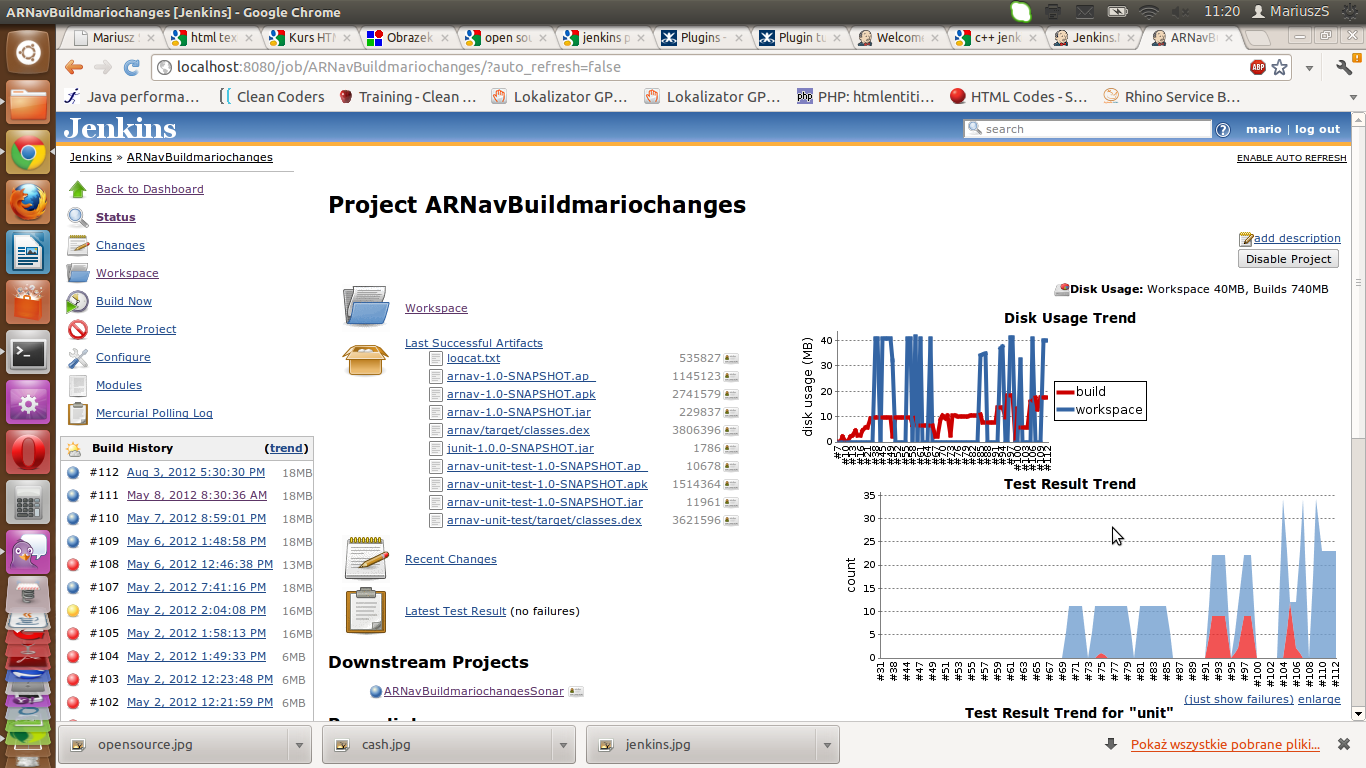 ARNavBuildmariochanges [Jenkins] - Google Chrome
11:20 MariuszS
Mariusz
html tex
Kurs HTM
Obrazek
open sou
jenkins p
Plugins -
Plugin tu
Welcome
c++ jenk
Jenkins.
ARNavBu
localhost:8080/job/ARNavBuildmariochanges/?auto_refresh=false
ABP
Java performa...
Clean Coders
Training - Clean ...
Lokalizator GP...
Lokalizator GP...
php
PHP: htmlentiti...
HTML Codes - S...
Rhino Service B...
Jenkins
search
?
mario | log out
Jenkins » ARNavBuildmariochanges
ENABLE AUTO REFRESH
Back to Dashboard
Status
Changes
Workspace
Build Now
Delete Project
Configure
Modules
Mercurial Polling Log
Build History (trend)
#112 Aug 3, 2012 5:30:30 PM 18MB
#111 May 8, 2012 8:30:36 AM 18MB
#110 May 7, 2012 8:59:01 PM 18MB
#109 May 6, 2012 1:48:58 PM 18MB
#108 May 6, 2012 12:46:38 PM 13MB
#107 May 2, 2012 7:41:16 PM 18MB
#106 May 2, 2012 2:04:08 PM 16MB
#105 May 2, 2012 1:58:13 PM 16MB
#104 May 2, 2012 1:49:33 PM 6MB
#103 May 2, 2012 12:23:48 PM 6MB
#102 May 2, 2012 12:21:59 PM 6MB
Project ARNavBuildmariochanges
add description
Disable Project
Workspace
Last Successful Artifacts
logcat.txt 535827
arnav-1.0-SNAPSHOT.ap_ 1145123
arnav-1.0-SNAPSHOT.apk 2741579
arnav-1.0-SNAPSHOT.jar 229837
arnav/target/classes.dex 3806396
junit-1.0.0-SNAPSHOT.jar 1786
arnav-unit-test-1.0-SNAPSHOT.ap_ 10678
arnav-unit-test-1.0-SNAPSHOT.apk 1514364
arnav-unit-test-1.0-SNAPSHOT.jar 11961
arnav-unit-test/target/classes.dex 3621596
Recent Changes
Latest Test Result (no failures)
Downstream Projects
ARNavBuildmariochangesSonar
Disk Usage: Workspace 40MB, Builds 740MB
Disk Usage Trend
disk usage (MB)
40
30
20
10
0
build
workspace
#112
Test Result Trend
count
35
30
25
20
15
10
5
0
#31 #38 #44 #47 #49 #51 #53 #55 #57 #59 #61 #63 #65 #67 #69 #71 #73 #75 #77 #79 #81 #83 #85 #87 #89 #91 #93 #95 #97 #100 #102 #104 #106 #108 #110 #112
(just show failures) enlarge
Test Result Trend for "unit"
opensource.jpg
cash.jpg
jenkins.jpg
Pokaż wszystkie pobrane pliki...